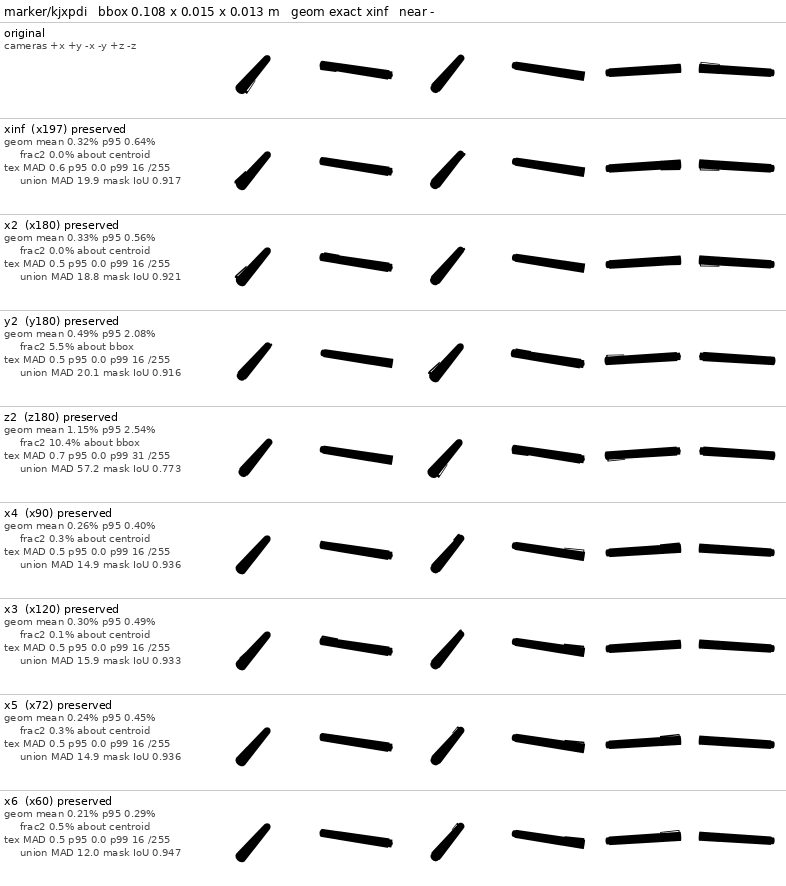 marker/kjxpdi bbox 0.108 x 0.015 x 0.013 m geom exact xinf near -
original
cameras +x +y -x -y +z -z
xinf (x197) preserved
geom mean 0.32% p95 0.64%
frac2 0.0% about centroid
tex MAD 0.6 p95 0.0 p99 16 /255
union MAD 19.9 mask IoU 0.917
x2 (x180) preserved
geom mean 0.33% p95 0.56%
frac2 0.0% about centroid
tex MAD 0.5 p95 0.0 p99 16 /255
union MAD 18.8 mask IoU 0.921
y2 (y180) preserved
geom mean 0.49% p95 2.08%
frac2 5.5% about bbox
tex MAD 0.5 p95 0.0 p99 16 /255
union MAD 20.1 mask IoU 0.916
z2 (z180) preserved
geom mean 1.15% p95 2.54%
frac2 10.4% about bbox
tex MAD 0.7 p95 0.0 p99 31 /255
union MAD 57.2 mask IoU 0.773
x4 (x90) preserved
geom mean 0.26% p95 0.40%
frac2 0.3% about centroid
tex MAD 0.5 p95 0.0 p99 16 /255
union MAD 14.9 mask IoU 0.936
x3 (x120) preserved
geom mean 0.30% p95 0.49%
frac2 0.1% about centroid
tex MAD 0.5 p95 0.0 p99 16 /255
union MAD 15.9 mask IoU 0.933
x5 (x72) preserved
geom mean 0.24% p95 0.45%
frac2 0.3% about centroid
tex MAD 0.5 p95 0.0 p99 16 /255
union MAD 14.9 mask IoU 0.936
x6 (x60) preserved
geom mean 0.21% p95 0.29%
frac2 0.5% about centroid
tex MAD 0.5 p95 0.0 p99 16 /255
union MAD 12.0 mask IoU 0.947